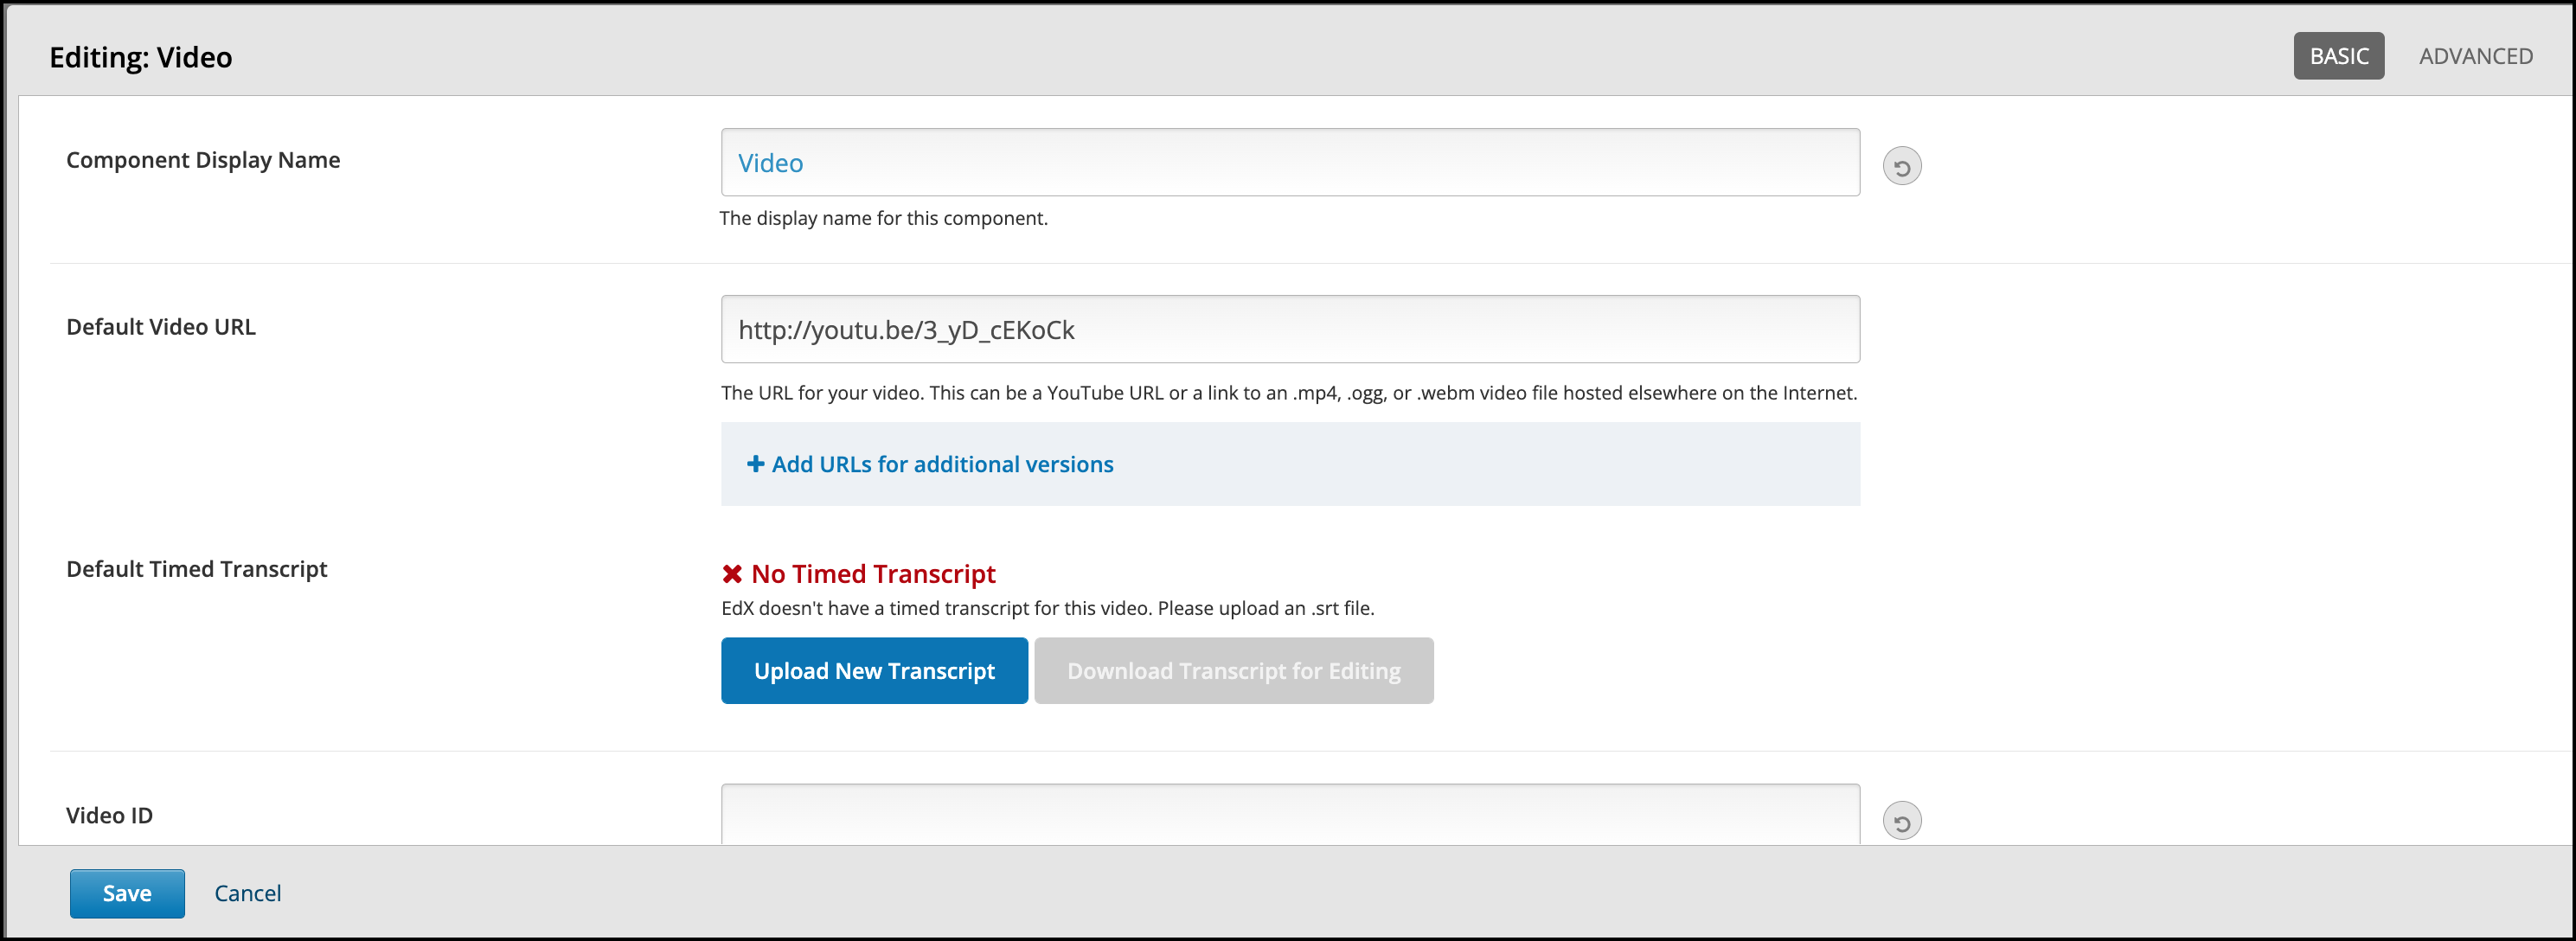 Editing: Video
BASIC
ADVANCED
Component Display Name
Video
The display name for this component.
Default Video URL
http://youtu.be/3_yD_cEKoCk
The URL for your video. This can be a YouTube URL or a link to an .mp4, .ogg, or .webm video file hosted elsewhere on the Internet.
Add URLs for additional versions
Default Timed Transcript
No Timed Transcript
EdX doesn't have a timed transcript for this video. Please upload an .srt file.
Upload New Transcript
Download Transcript for Editing
Video ID
Save
Cancel